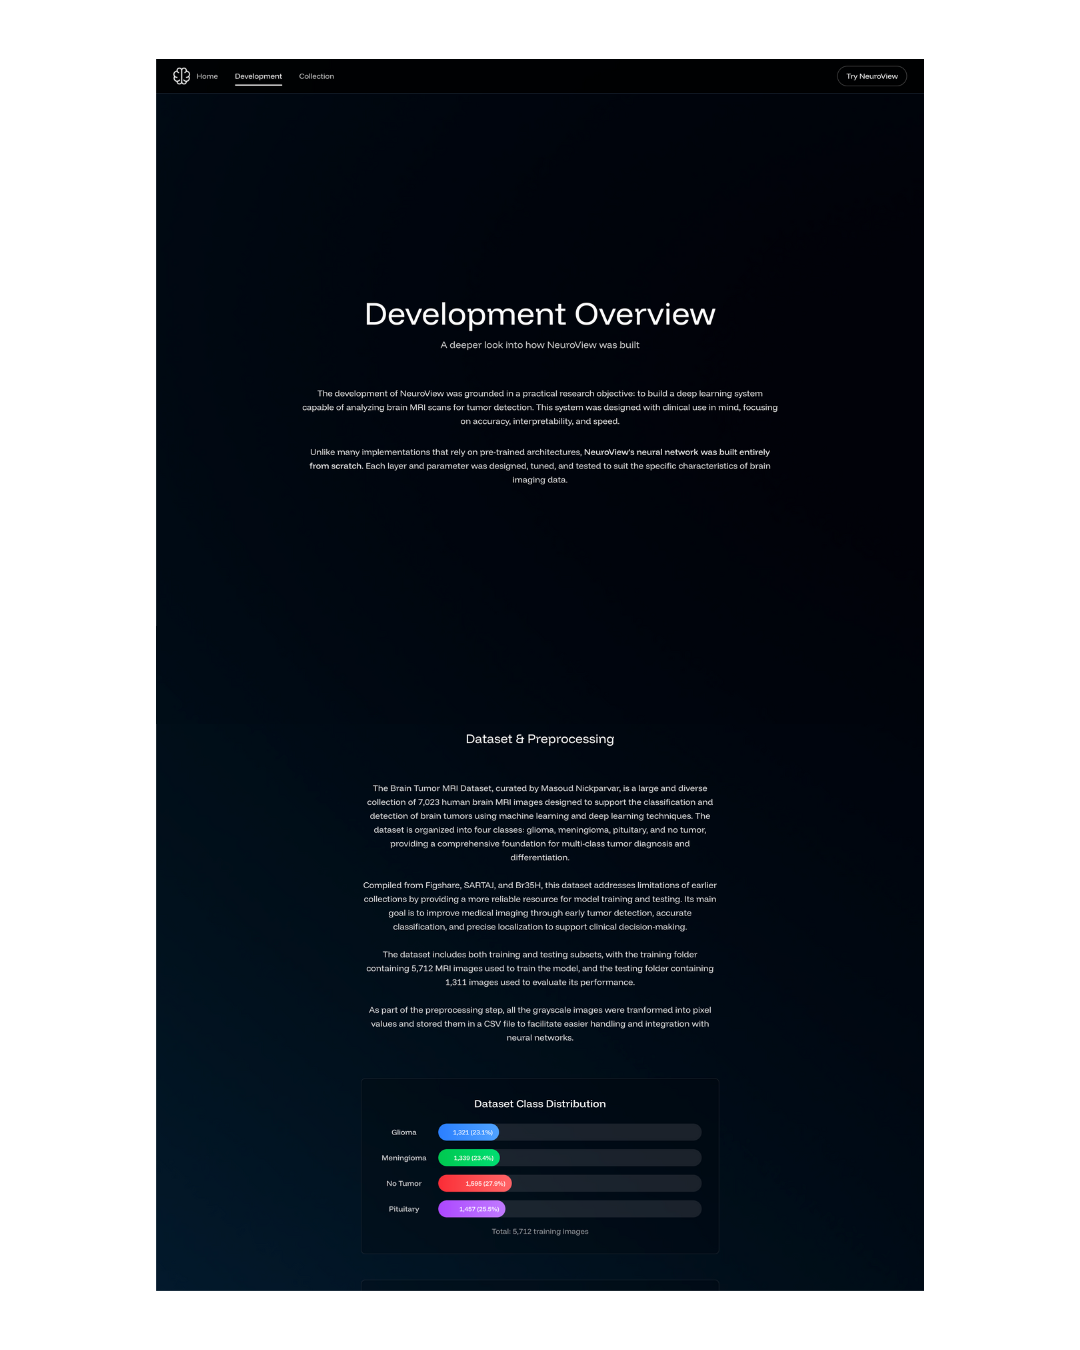 Home Development Collection Try NeuroView
Development Overview
A deeper look into how NeuroView was built
The development of NeuroView was grounded in a practical research objective: to build a deep learning system
capable of analyzing brain MRI scans for tumor detection. This system was designed with clinical use in mind, focusing
on accuracy, interpretability, and speed.
Unlike many implementations that rely on pre-trained architectures, NeuroView's neural network was built entirely
from scratch. Each layer and parameter was designed, tuned, and tested to suit the specific characteristics of brain
imaging data.
Dataset & Preprocessing
The Brain Tumor MRI Dataset, curated by Masoud Nickparvar, is a large and diverse
collection of 7,023 human brain MRI images designed to support the classification and
detection of brain tumors using machine learning and deep learning techniques. The
dataset is organized into four classes: glioma, meningioma, pituitary, and no tumor,
providing a comprehensive foundation for multi-class tumor diagnosis and
differentiation.
Compiled from Figshare, SARTAJ, and Br35H, this dataset addresses limitations of earlier
collections by providing a more reliable resource for model training and testing. Its main
goal is to improve medical imaging through early tumor detection, accurate
classification, and precise localization to support clinical decision-making.
The dataset includes both training and testing subsets, with the training folder
containing 5,712 MRI images used to train the model, and the testing folder containing
1,311 images used to evaluate its performance.
As part of the preprocessing step, all the grayscale images were tranformed into pixel
values and stored them in a CSV file to facilitate easier handling and integration with
neural networks.
Dataset Class Distribution
Glioma 1,321 (23.1%)
Meningioma 1,339 (23.4%)
No Tumor 1,595 (27.9%)
Pituitary 1,457 (25.5%)
Total: 5,712 training images